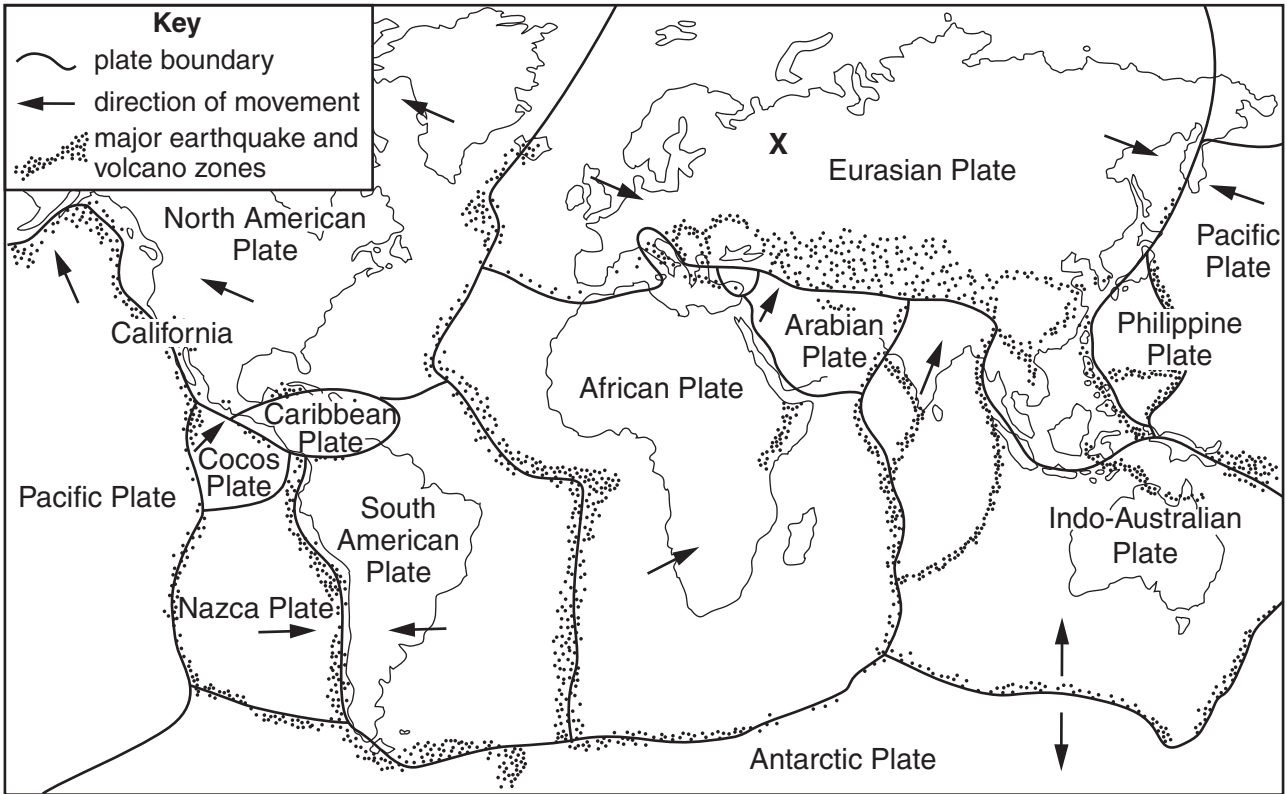 Key
plate boundary
direction of movement
major earthquake and
volcano zones
X
Eurasian Plate
North American
Plate
Pacific
Plate
California
Arabian
Plate
Philippine
Plate
African Plate
Caribbean
Plate
Cocos
Plate
Pacific Plate
South
American
Plate
Indo-Australian
Plate
Nazca Plate
Antarctic Plate